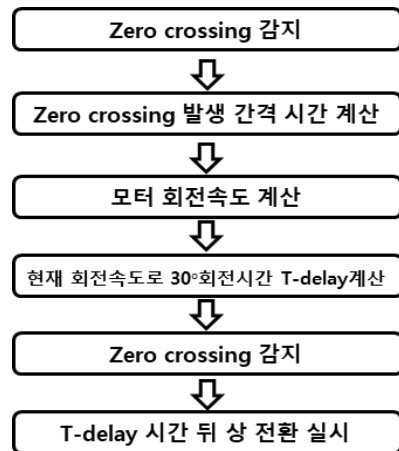 Zero crossing 감지
Zero crossing 발생 간격 시간 계산
모터 회전속도 계산
현재 회전속도로 30°회전시간 T-delay계산
Zero crossing 감지
T-delay 시간 뒤 상 전환 실시